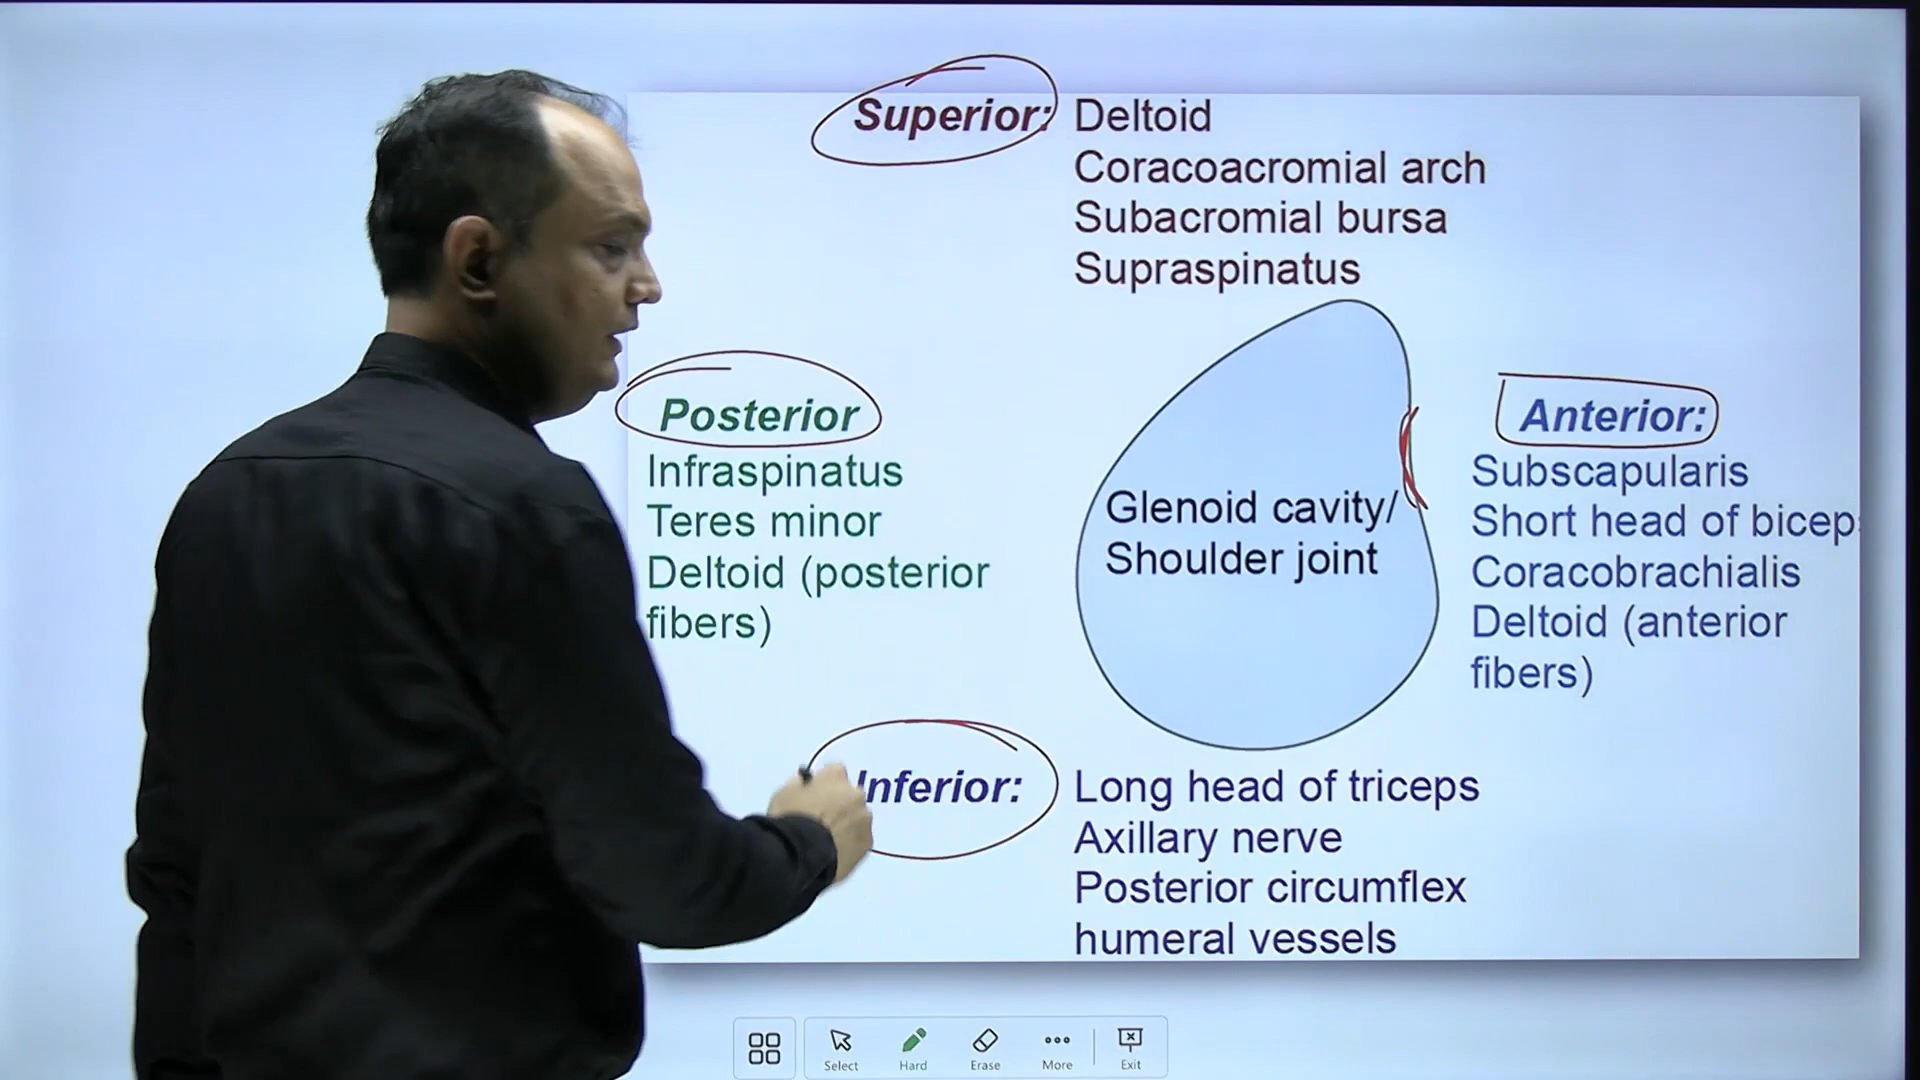 Superior: Deltoid
Coracoacromial arch
Subacromial bursa
Supraspinatus
Posterior
Infraspinatus
Teres minor
Deltoid (posterior
fibers)
Glenoid cavity/
Shoulder joint
Anterior:
Subscapularis
Short head of biceps
Coracobrachialis
Deltoid (anterior
fibers)
Inferior: Long head of triceps
Axillary nerve
Posterior circumflex
humeral vessels
Select
Hard
Erase
More
Exit